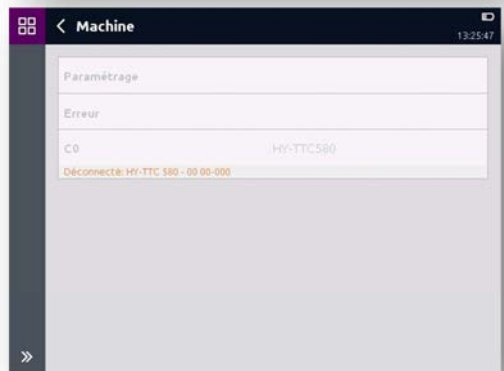 Machine
13:25:47
Paramétrage
Erreur
C0 HY-TTC580
Déconnecté: HY-TTC 580 - 00 00-000